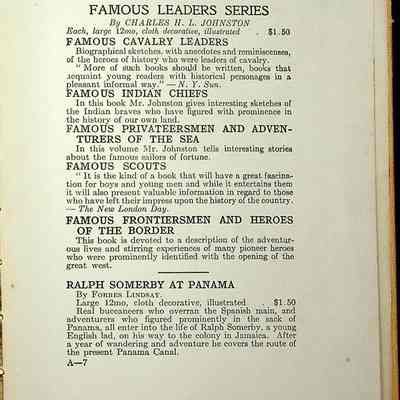 FAMOUS LEADERS SERIES
By CHARLES H. L. JOHNSTON
Each, large 12mo, cloth decorative, illustrated . $1.50
FAMOUS CAVALRY LEADERS
Biographical sketches, with anecdotes and reminiscenses,
of the heroes of history who were leaders of cavalry.
" More of such books should be written, books that
acquaint young readers with historical personages in a
pleasant informal way." — N. Y. Sun.
FAMOUS INDIAN CHIEFS
In this book Mr. Johnston gives interesting sketches of
the Indian braves who have figured with prominence in
the history of our own land.
FAMOUS PRIVATEERSMEN AND ADVEN-
TURERS OF THE SEA
In this volume Mr. Johnston tells interesting stories
about the famous sailors of fortune.
FAMOUS SCOUTS
" It is the kind of a book that will have a great fascina-
tion for boys and young men and while it entertains them
it will also present valuable information in regard to those
who have left their impress upon the history of the country.
— The New London Day.
FAMOUS FRONTIERSMEN AND HEROES
OF THE BORDER
This book is devoted to a description of the adventur-
ous lives and stirring experiences of many pioneer heroes
who were prominently identified with the opening of the
great west.
RALPH SOMERBY AT PANAMA
By FORBES LINDSAY.
Large 12mo, cloth decorative, illustrated . $1.50
Real buccaneers who overran the Spanish main, and
adventurers who figured prominently in the sack of
Panama, all enter into the life of Ralph Somerby, a young
English lad, on his way to the colony in Jamaica. After
a year of wandering and adventure he covers the route of
the present Panama Canal.
A—7